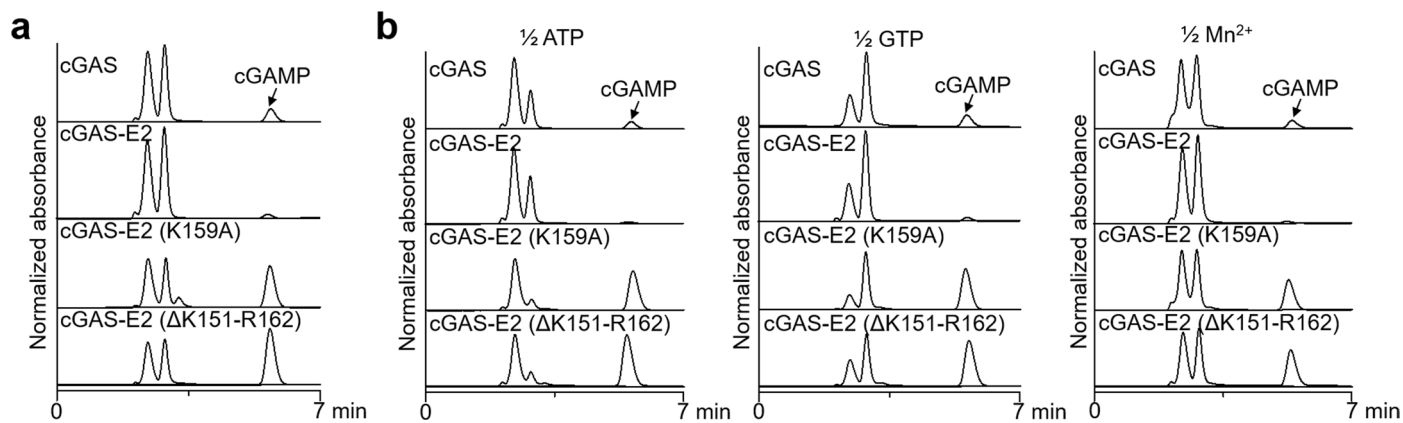 a
Normalized absorbance
cGAS
cGAMP
cGAS-E2
cGAS-E2 (K159A)
cGAS-E2 (ΔK151-R162)
0
7 min
b
½ ATP
Normalized absorbance
cGAS
cGAMP
cGAS-E2
cGAS-E2 (K159A)
cGAS-E2 (ΔK151-R162)
0
7 min
½ GTP
Normalized absorbance
cGAS
cGAMP
cGAS-E2
cGAS-E2 (K159A)
cGAS-E2 (ΔK151-R162)
0
7 min
½ Mn²⁺
Normalized absorbance
cGAS
cGAMP
cGAS-E2
cGAS-E2 (K159A)
cGAS-E2 (ΔK151-R162)
0
7 min